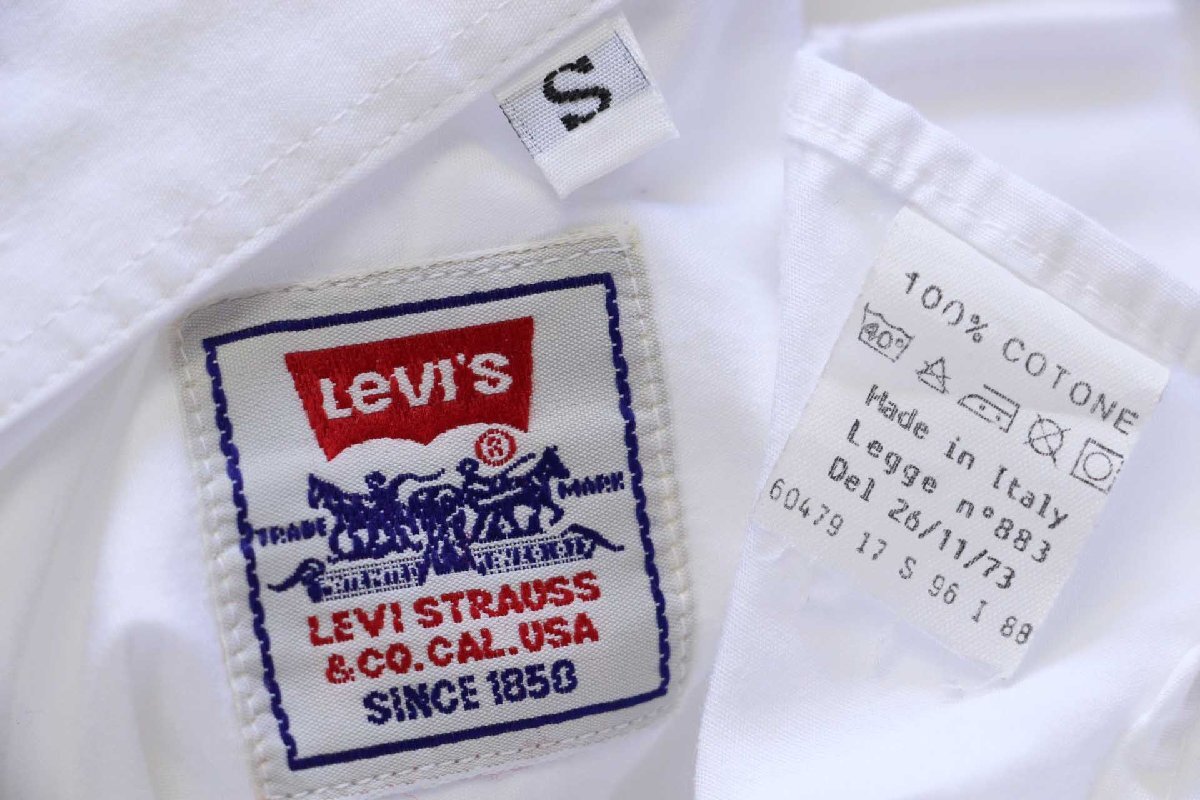 S
LEVI'S
®
TRADE MARK
LEVI STRAUSS
& CO. CAL. USA
SINCE 1850
100% COTONE
40°
Made in Italy
Legge n°883
Del 26/11/73
60479 17 S 96 I 88